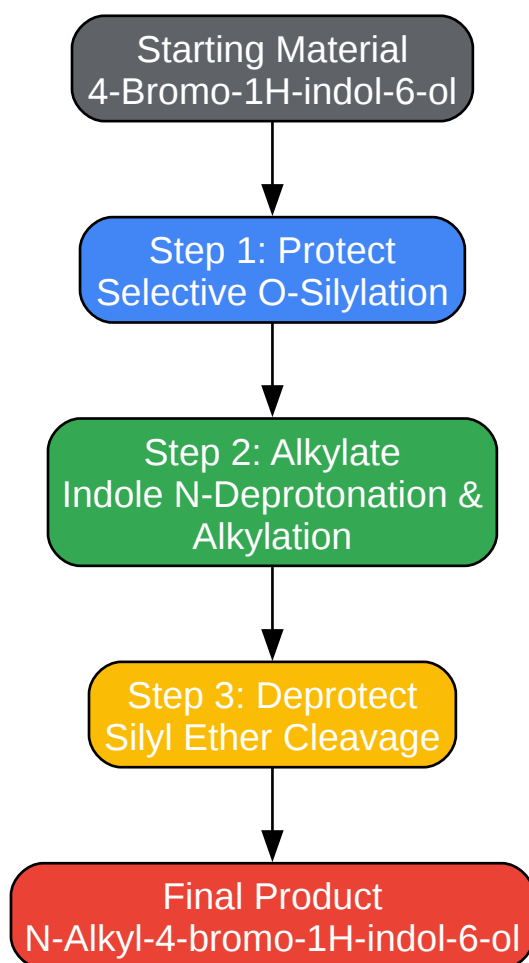 Starting Material
4-Bromo-1H-indol-6-ol
Step 1: Protect
Selective O-Silylation
Step 2: Alkylate
Indole N-Deprotonation &
Alkylation
Step 3: Deprotect
Silyl Ether Cleavage
Final Product
N-Alkyl-4-bromo-1H-indol-6-ol